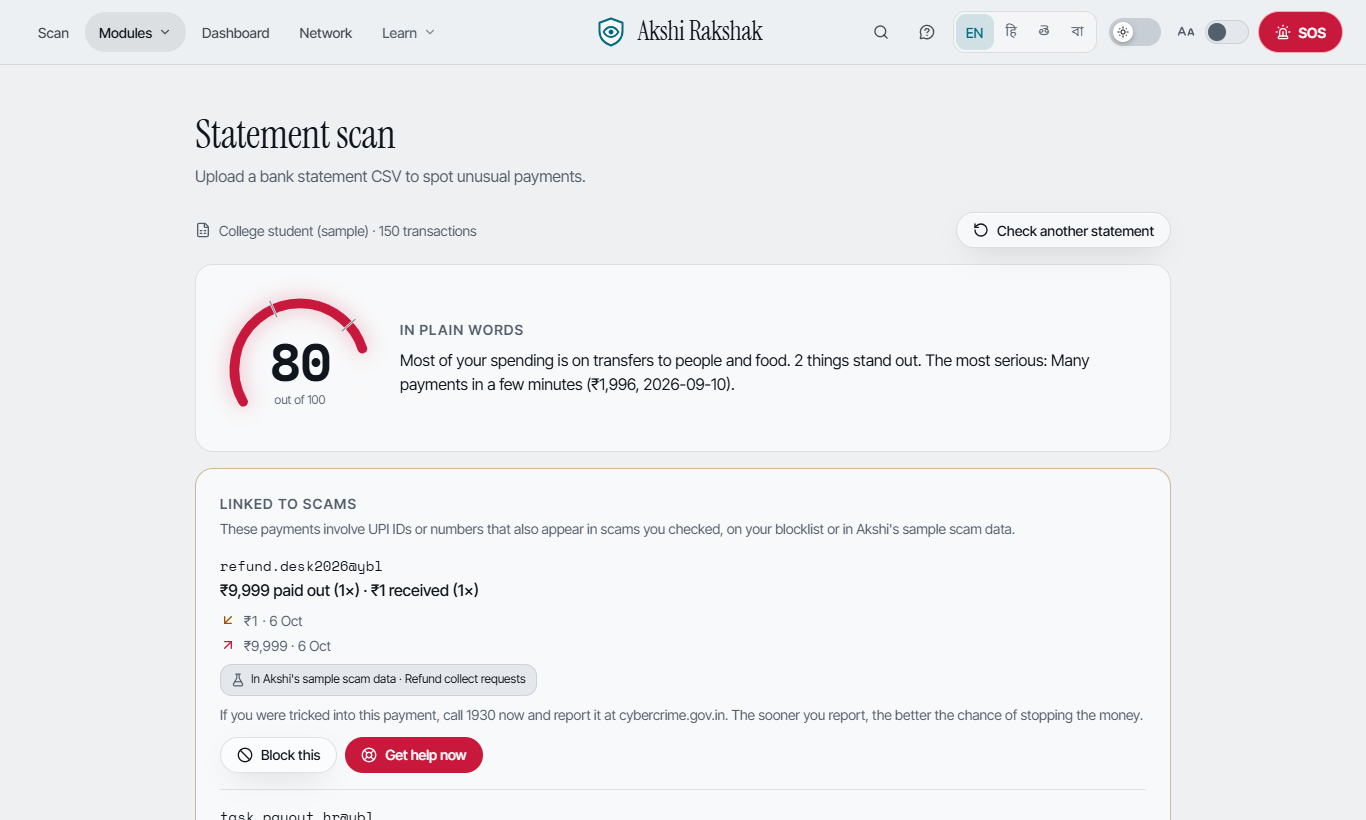 Scan
Modules
Dashboard
Network
Learn
Akshi Rakshak
EN
हि
తె
বা
AA
SOS
Statement scan
Upload a bank statement CSV to spot unusual payments.
College student (sample) · 150 transactions
Check another statement
80
out of 100
IN PLAIN WORDS
Most of your spending is on transfers to people and food. 2 things stand out. The most serious: Many
payments in a few minutes (₹1,996, 2026-09-10).
LINKED TO SCAMS
These payments involve UPI IDs or numbers that also appear in scams you checked, on your blocklist or in Akshi's sample scam data.
refund.desk2026@ybl
₹9,999 paid out (1×) · ₹1 received (1×)
₹1 · 6 Oct
₹9,999 · 6 Oct
In Akshi's sample scam data · Refund collect requests
If you were tricked into this payment, call 1930 now and report it at cybercrime.gov.in. The sooner you report, the better the chance of stopping the money.
Block this
Get help now
task.payout.hr@ybl